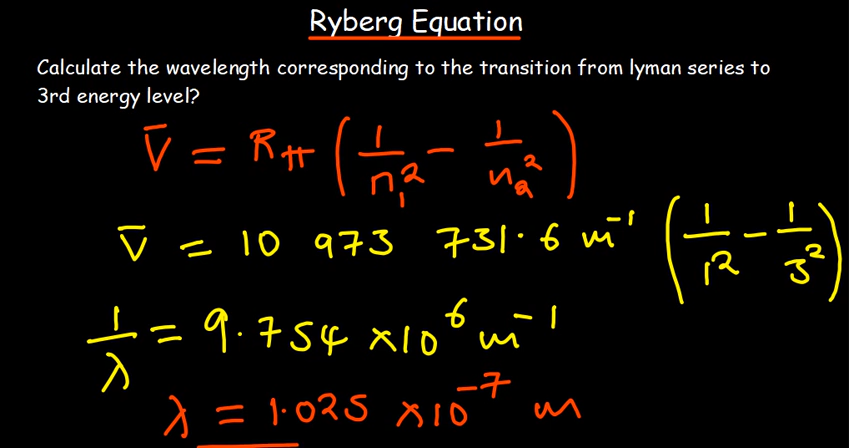 Ryberg Equation
Calculate the wavelength corresponding to the transition from lyman series to
3rd energy level?
V̅ = R_H (1/n₁² − 1/n₂²)
V̅ = 10 973 731.6 m⁻¹ (1/1² − 1/3²)
1/λ = 9.754 ×10⁶ m⁻¹
λ = 1.025 ×10⁻⁷ m